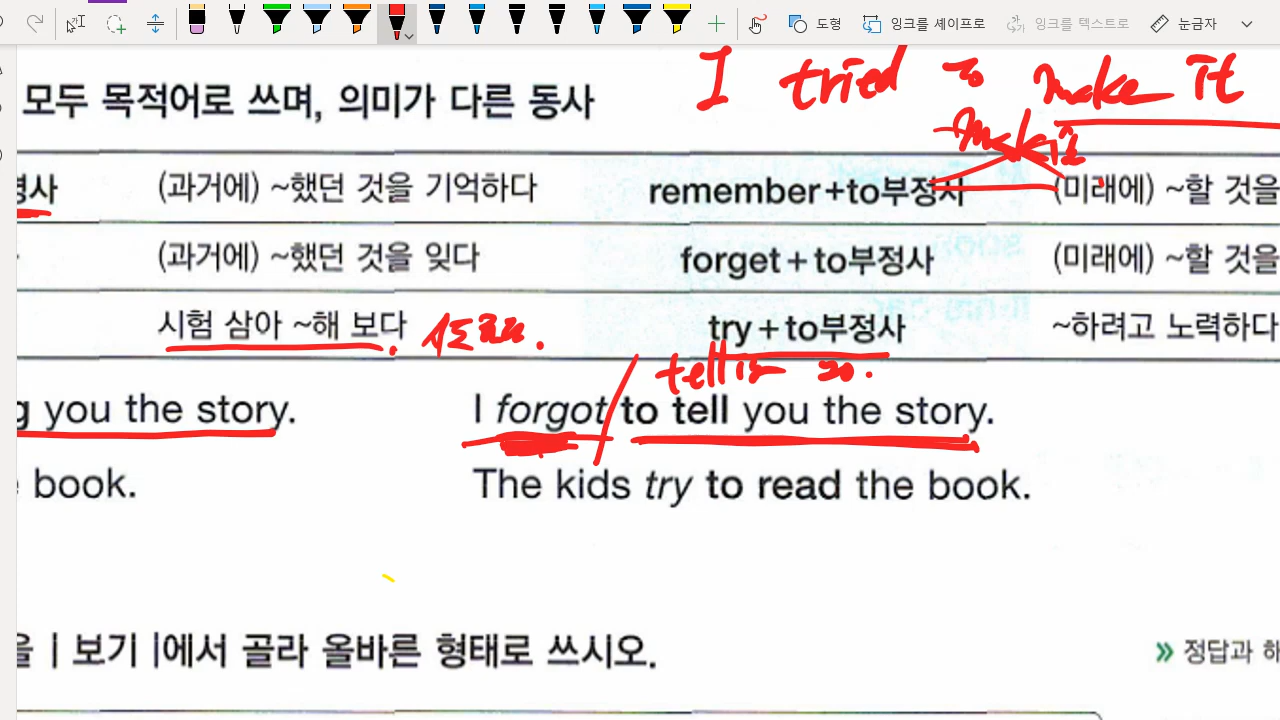 도형 잉크를 셰이프로 잉크를 텍스트로 눈금자
I tried to make it
모두 목적어로 쓰며, 의미가 다른 동사
make it
(과거에) ~했던 것을 기억하다 remember+to부정사 (미래에) ~할 것을
(과거에) ~했던 것을 잊다 forget+to부정사 (미래에) ~할 것을
시험 삼아 ~해 보다 try+to부정사 ~하려고 노력하다
g you the story. I forgot to tell you the story.
book. The kids try to read the book.
을 | 보기 |에서 골라 올바른 형태로 쓰시오.
» 정답과 해